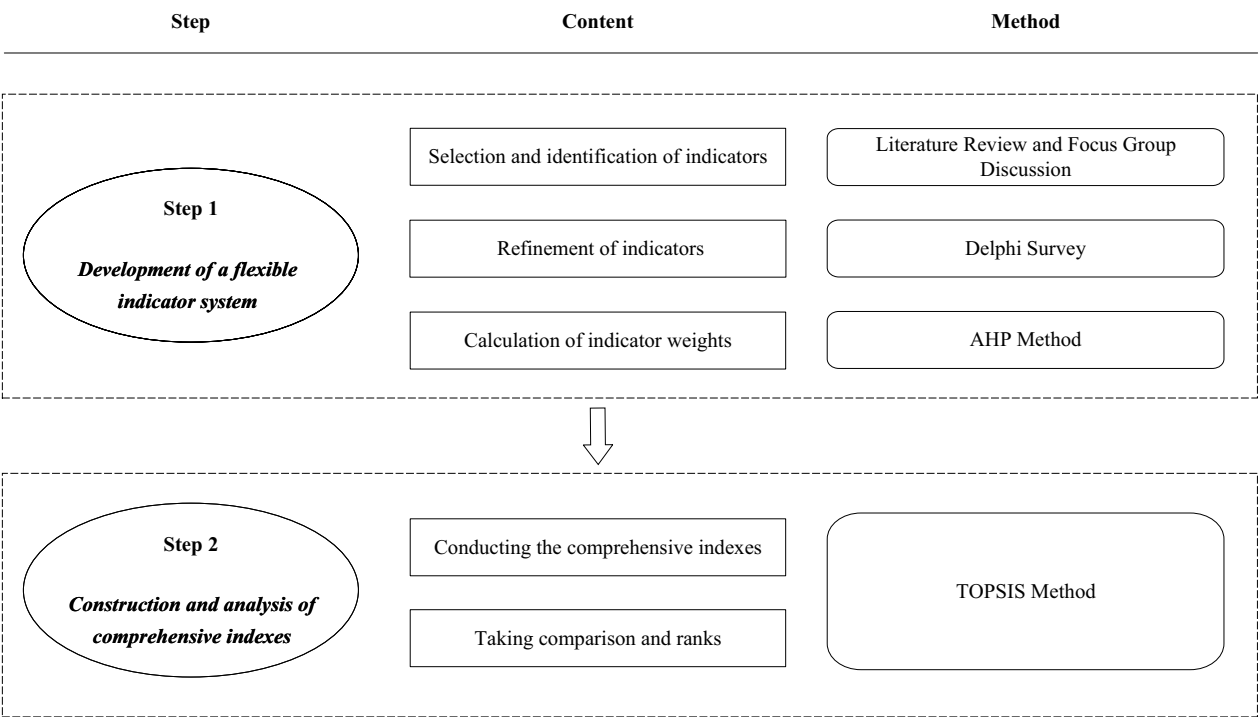 Step
Content
Method
Step 1
Development of a flexible
indicator system
Selection and identification of indicators
Literature Review and Focus Group
Discussion
Refinement of indicators
Delphi Survey
Calculation of indicator weights
AHP Method
Step 2
Construction and analysis of
comprehensive indexes
Conducting the comprehensive indexes
Taking comparison and ranks
TOPSIS Method